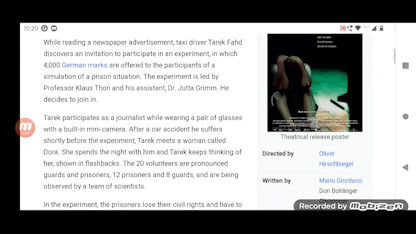 10:20
While reading a newspaper advertisement, taxi driver Tarek Fahd
discovers an invitation to participate in an experiment, in which
4,000 German marks are offered to the participants of a
simulation of a prison situation. The experiment is led by
Professor Klaus Thon and his assistant, Dr. Jutta Grimm. He
decides to join in.
Tarek participates as a journalist while wearing a pair of glasses
with a built-in mini-camera. After a car accident he suffers
shortly before the experiment, Tarek meets a woman called
Dora. She spends the night with him and Tarek keeps thinking of
her, shown in flashbacks. The 20 volunteers are pronounced
guards and prisoners, 12 prisoners and 8 guards, and are being
observed by a team of scientists.
In the experiment, the prisoners lose their civil rights and have to
Theatrical release poster
Directed by Oliver
Hirschbiegel
Written by Mario Giordano
Don Bohlinger
Recorded by Mobizen